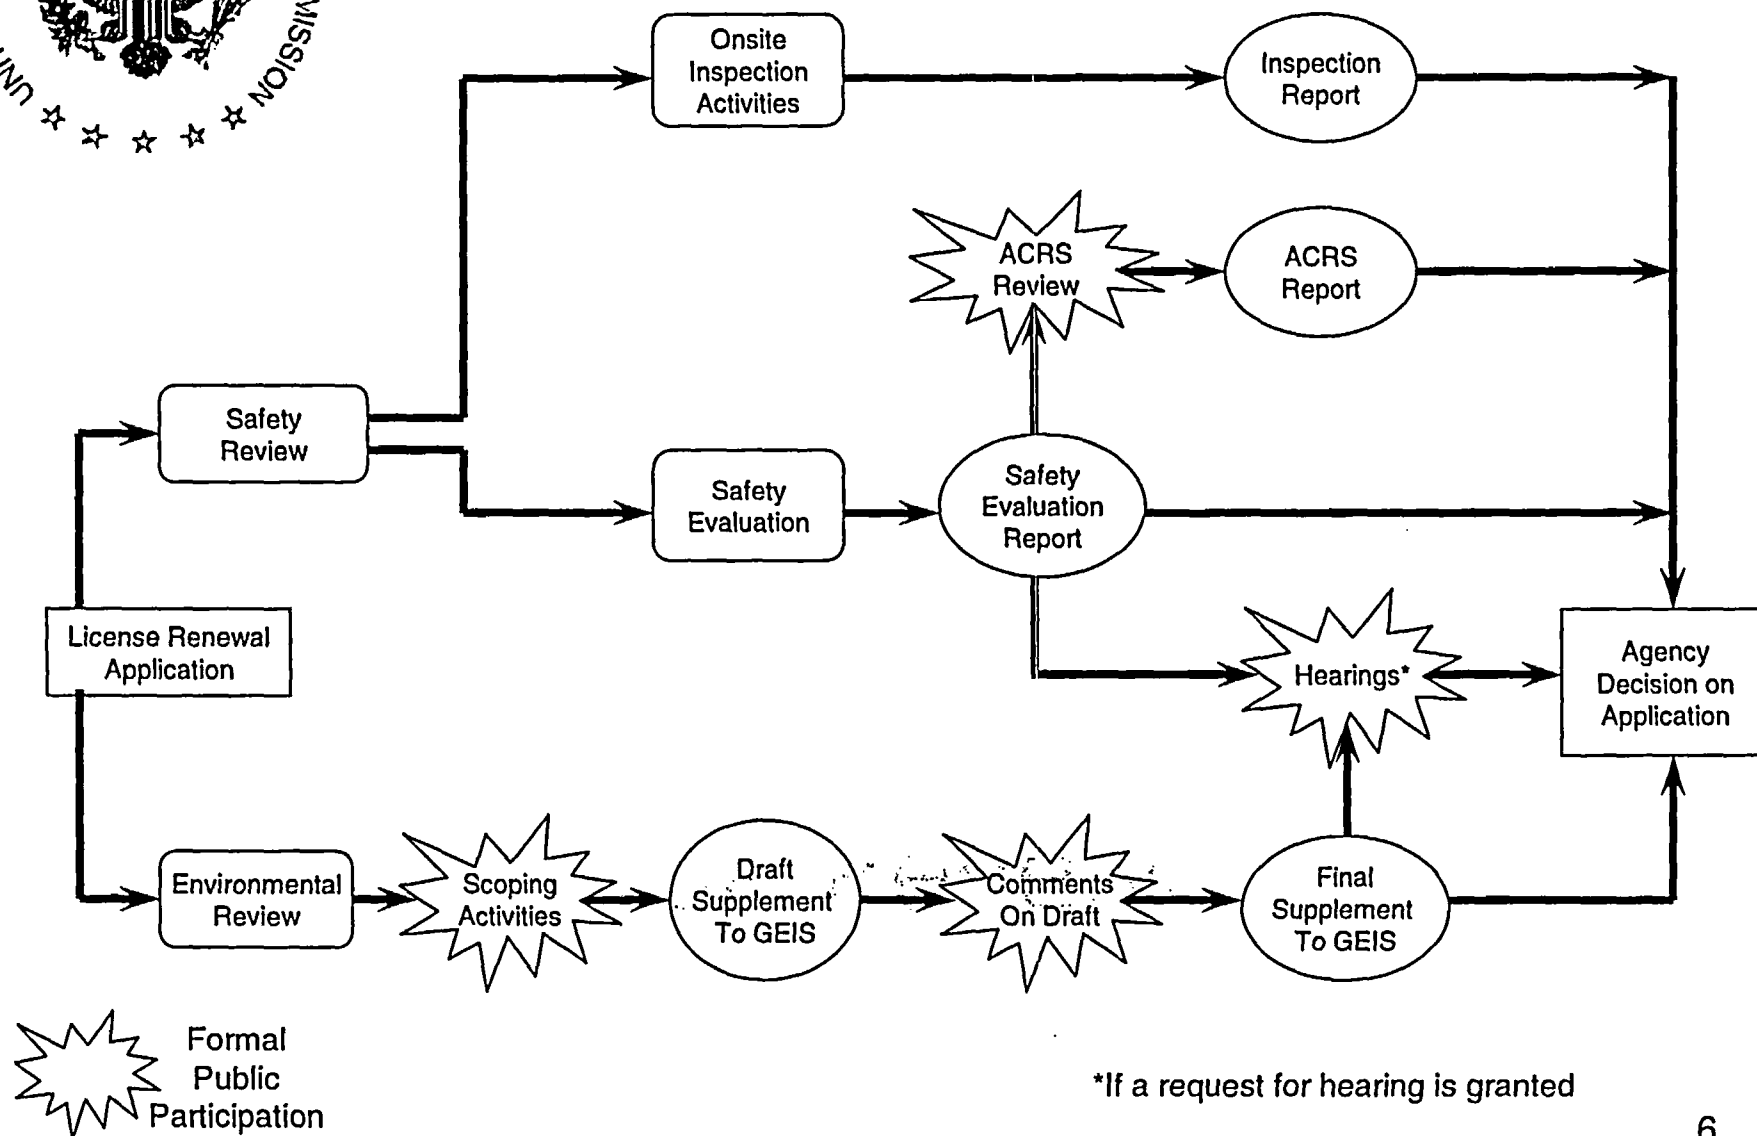 UNIT
MISSION
Onsite
Inspection
Activities
Inspection
Report
ACRS
Review
ACRS
Report
Safety
Review
Safety
Evaluation
Safety
Evaluation
Report
License Renewal
Application
Hearings*
Agency
Decision on
Application
Environmental
Review
Scoping
Activities
Draft
Supplement
To GEIS
Comments
On Draft
Final
Supplement
To GEIS
Formal
Public
Participation
*If a request for hearing is granted
6